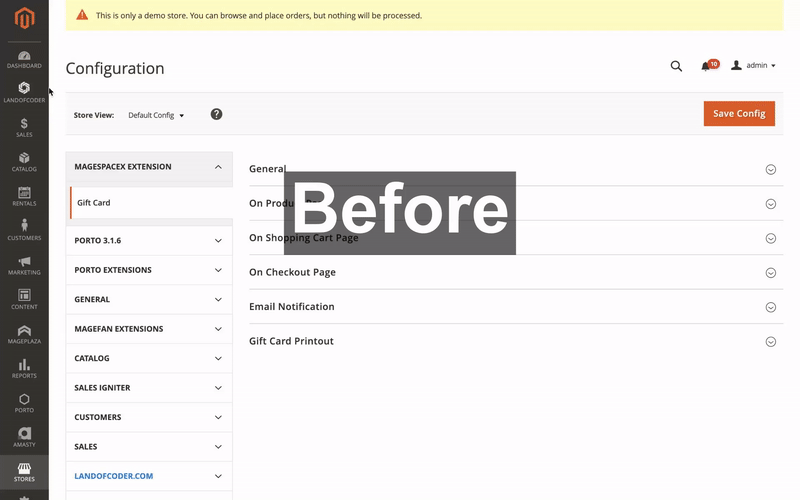 This is only a demo store. You can browse and place orders, but nothing will be processed.
DASHBOARD
LANDOFCODER
SALES
CATALOG
RENTALS
CUSTOMERS
MARKETING
CONTENT
MAGEPLAZA
REPORTS
PORTO
AMASTY
STORES
Configuration
10
admin
Store View:
Default Config
?
Save Config
MAGESPACEX EXTENSION
Gift Card
PORTO 3.1.6
PORTO EXTENSIONS
GENERAL
MAGEFAN EXTENSIONS
CATALOG
SALES IGNITER
CUSTOMERS
SALES
LANDOFCODER.COM
General
On Produ
On Shopping Cart Page
On Checkout Page
Email Notification
Gift Card Printout
Before